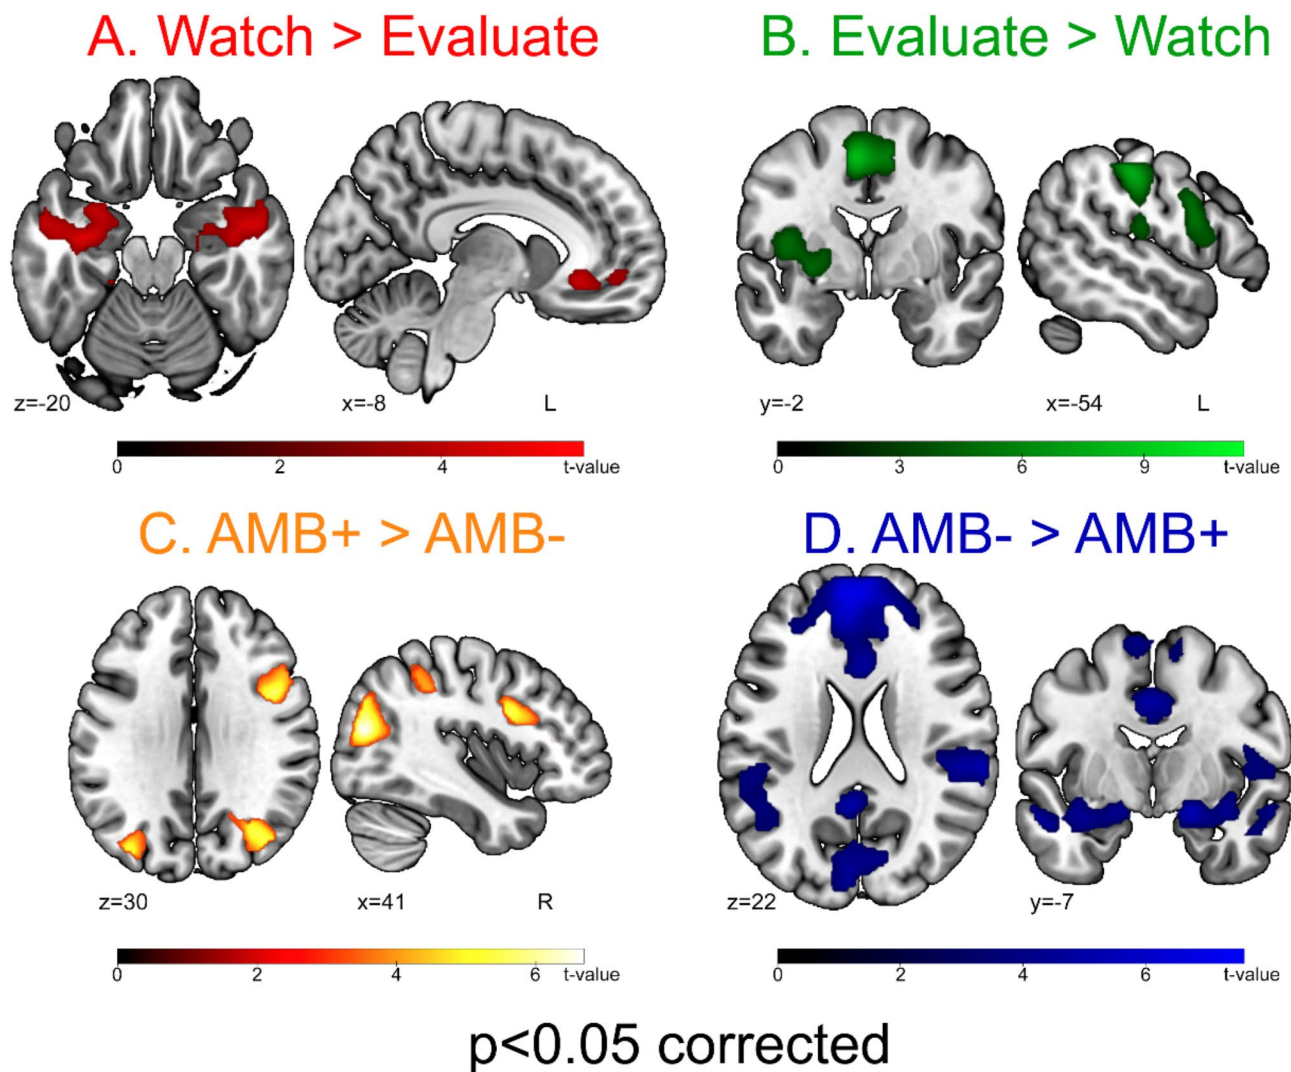 A. Watch > Evaluate
B. Evaluate > Watch
z=-20
x=-8
L
y=-2
x=-54
L
0
2
4
t-value
0
3
6
9
t-value
C. AMB+ > AMB-
D. AMB- > AMB+
z=30
x=41
R
z=22
y=-7
0
2
4
6
t-value
0
2
4
6
t-value
p<0.05 corrected